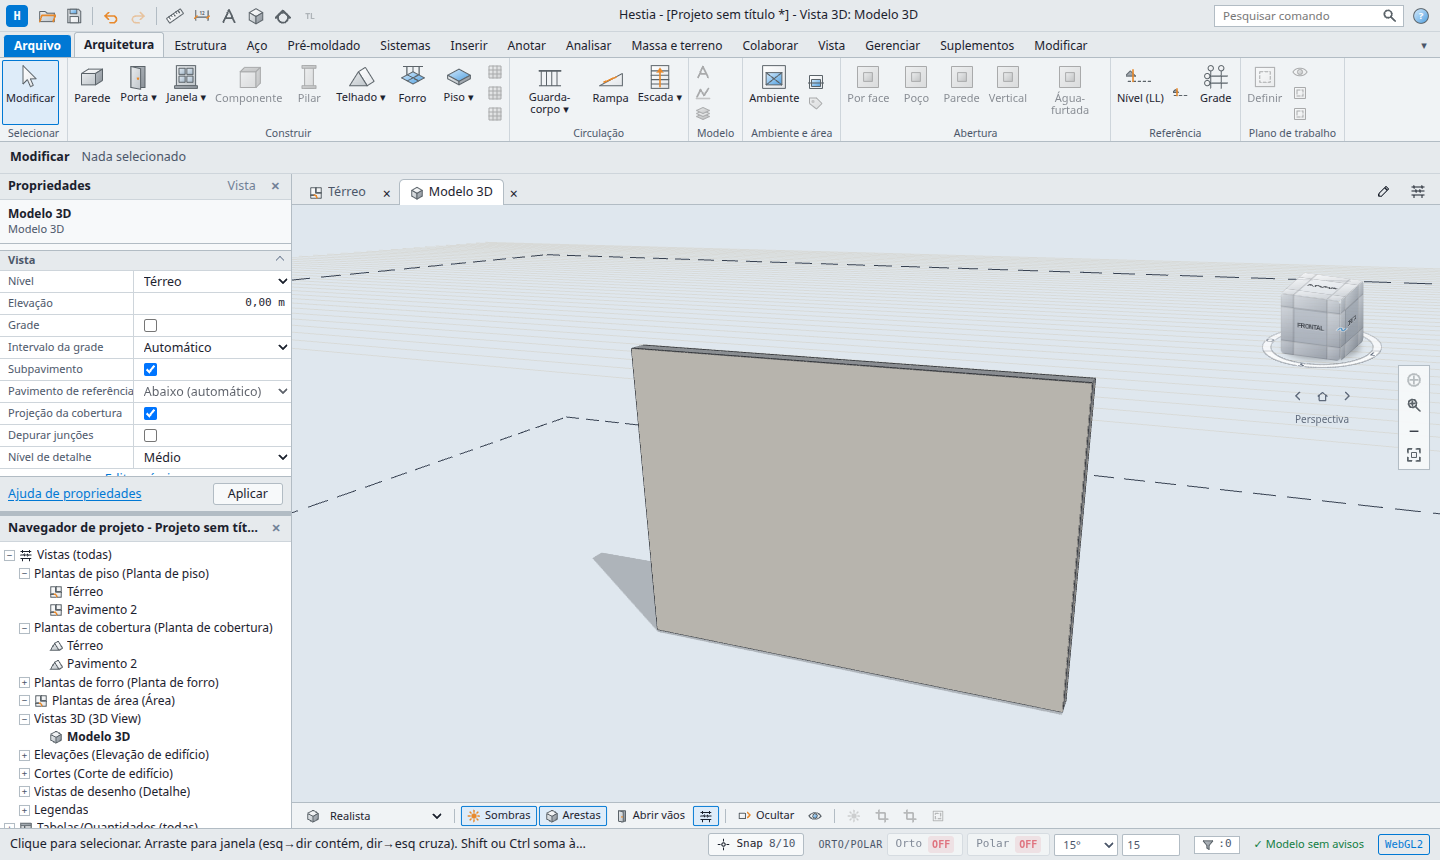 H
TL
Hestia - [Projeto sem título *] - Vista 3D: Modelo 3D
Pesquisar comando
?
Arquivo
Arquitetura
Estrutura
Aço
Pré-moldado
Sistemas
Inserir
Anotar
Analisar
Massa e terreno
Colaborar
Vista
Gerenciar
Suplementos
Modificar
Modificar
Parede
Porta ▾
Janela ▾
Componente
Pilar
Telhado ▾
Forro
Piso ▾
Guarda-
corpo ▾
Rampa
Escada ▾
Ambiente
Por face
Poço
Parede
Vertical
Água-
furtada
Nível (LL)
Grade
Definir
Selecionar
Construir
Circulação
Modelo
Ambiente e área
Abertura
Referência
Plano de trabalho
Modificar Nada selecionado
Propriedades
Vista
×
Modelo 3D
Modelo 3D
Vista
Nível
Térreo
Elevação
0,00 m
Grade
Intervalo da grade
Automático
Subpavimento
Pavimento de referência
Abaixo (automático)
Projeção da cobertura
Depurar junções
Nível de detalhe
Médio
Ajuda de propriedades
Aplicar
Navegador de projeto - Projeto sem tít...
×
Vistas (todas)
Plantas de piso (Planta de piso)
Térreo
Pavimento 2
Plantas de cobertura (Planta de cobertura)
Térreo
Pavimento 2
Plantas de forro (Planta de forro)
Plantas de área (Área)
Vistas 3D (3D View)
Modelo 3D
Elevações (Elevação de edifício)
Cortes (Corte de edifício)
Vistas de desenho (Detalhe)
Legendas
Tabelas/Quantidades (todas)
Térreo ×
Modelo 3D ×
FRONTAL
Perspectiva
Realista
Sombras
Arestas
Abrir vãos
Ocultar
Clique para selecionar. Arraste para janela (esq→dir contém, dir→esq cruza). Shift ou Ctrl soma à...
Snap 8/10
ORTO/POLAR
Orto OFF
Polar OFF
15º
15
:0
✓ Modelo sem avisos
WebGL2